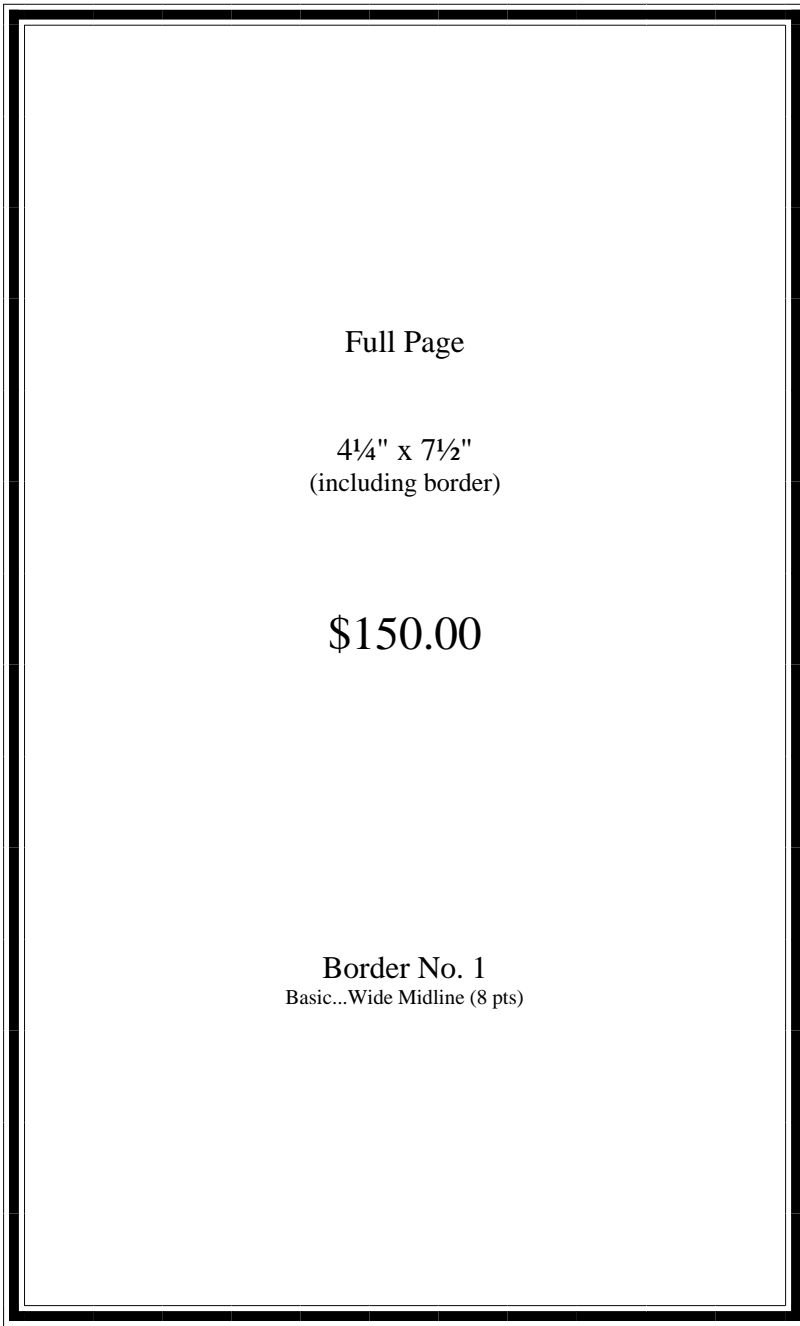 Full Page
4¼" x 7½"
(including border)
$150.00
Border No. 1
Basic...Wide Midline (8 pts)